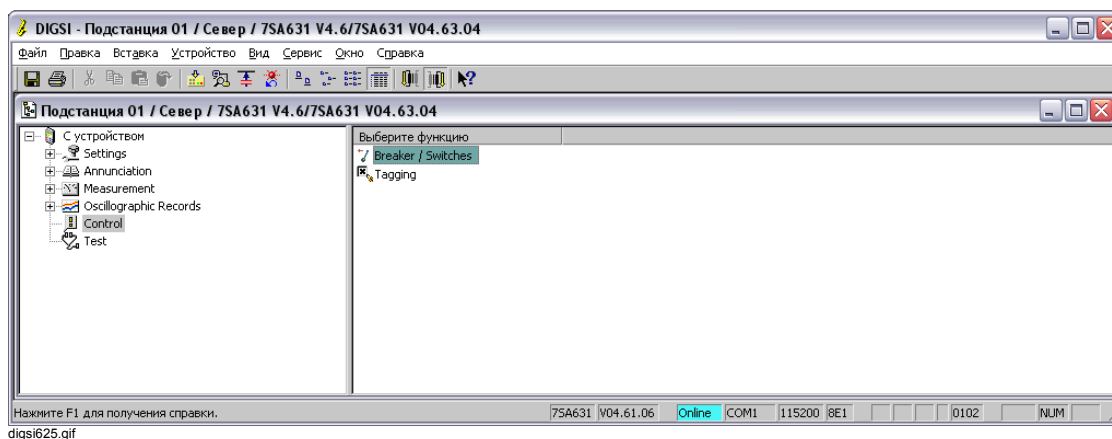 DIGSI - Подстанция 01 / Север / 7SA631 V4.6/7SA631 V04.63.04
Файл Правка Вставка Устройство Вид Сервис Окно Справка
Подстанция 01 / Север / 7SA631 V4.6/7SA631 V04.63.04
С устройством
Settings
Annunciation
Measurement
Oscillographic Records
Control
Test
Выберите функцию
Breaker / Switches
Tagging
Нажмите F1 для получения справки.
7SA631 V04.61.06 Online COM1 115200 8E1 0102 NUM
digsi625.gif